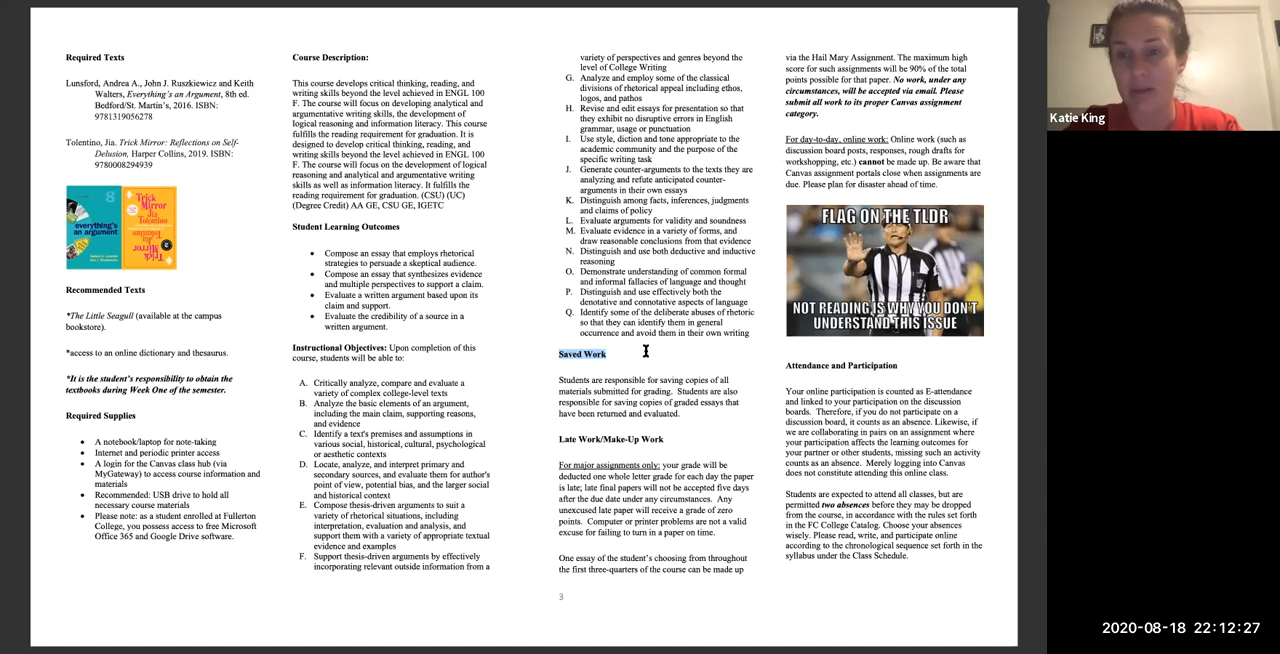 Required Texts
Lunsford, Andrea A., John J. Ruszkiewicz and Keith
Walters, Everything's an Argument, 8th ed.
Bedford/St. Martin's, 2016. ISBN:
9781319056278
Tolentino, Jia. Trick Mirror: Reflections on Self-
Delusion, Harper Collins, 2019. ISBN:
9780008294939
8
everything's
an argument
Trick
Mirror
Jia
Tolentino
Recommended Texts
*The Little Seagull (available at the campus
bookstore).
*access to an online dictionary and thesaurus.
*It is the student's responsibility to obtain the
textbooks during Week One of the semester.
Required Supplies
• A notebook/laptop for note-taking
• Internet and periodic printer access
• A login for the Canvas class hub (via
MyGateway) to access course information and
materials
• Recommended: USB drive to hold all
necessary course materials
• Please note: as a student enrolled at Fullerton
College, you possess access to free Microsoft
Office 365 and Google Drive software.
Course Description:
This course develops critical thinking, reading, and
writing skills beyond the level achieved in ENGL 100
F. The course will focus on developing analytical and
argumentative writing skills, the development of
logical reasoning and information literacy. This course
fulfills the reading requirement for graduation. It is
designed to develop critical thinking, reading, and
writing skills beyond the level achieved in ENGL 100
F. The course will focus on the development of logical
reasoning and analytical and argumentative writing
skills as well as information literacy. It fulfills the
reading requirement for graduation. (CSU) (UC)
(Degree Credit) AA GE, CSU GE, IGETC
Student Learning Outcomes
• Compose an essay that employs rhetorical
strategies to persuade a skeptical audience.
• Compose an essay that synthesizes evidence
and multiple perspectives to support a claim.
• Evaluate a written argument based upon its
claim and support.
• Evaluate the credibility of a source in a
written argument.
Instructional Objectives: Upon completion of this
course, students will be able to:
A. Critically analyze, compare and evaluate a
variety of complex college-level texts
B. Analyze the basic elements of an argument,
including the main claim, supporting reasons,
and evidence
C. Identify a text's premises and assumptions in
various social, historical, cultural, psychological
or aesthetic contexts
D. Locate, analyze, and interpret primary and
secondary sources, and evaluate them for author's
point of view, potential bias, and the larger social
and historical context
E. Compose thesis-driven arguments to suit a
variety of rhetorical situations, including
interpretation, evaluation and analysis, and
support them with a variety of appropriate textual
evidence and examples
F. Support thesis-driven arguments by effectively
incorporating relevant outside information from a
variety of perspectives and genres beyond the
level of College Writing
G. Analyze and employ some of the classical
divisions of rhetorical appeal including ethos,
logos, and pathos
H. Revise and edit essays for presentation so that
they exhibit no disruptive errors in English
grammar, usage or punctuation
I. Use style, diction and tone appropriate to the
academic community and the purpose of the
specific writing task
J. Generate counter-arguments to the texts they are
analyzing and refute anticipated counter-
arguments in their own essays
K. Distinguish among facts, inferences, judgments
and claims of policy
L. Evaluate arguments for validity and soundness
M. Evaluate evidence in a variety of forms, and
draw reasonable conclusions from that evidence
N. Distinguish and use both deductive and inductive
reasoning
O. Demonstrate understanding of common formal
and informal fallacies of language and thought
P. Distinguish and use effectively both the
denotative and connotative aspects of language
Q. Identify some of the deliberate abuses of rhetoric
so that they can identify them in general
occurrence and avoid them in their own writing
Saved Work
Students are responsible for saving copies of all
materials submitted for grading. Students are also
responsible for saving copies of graded essays that
have been returned and evaluated.
Late Work/Make-Up Work
For major assignments only: your grade will be
deducted one whole letter grade for each day the paper
is late; late final papers will not be accepted five days
after the due date under any circumstances. Any
unexcused late paper will receive a grade of zero
points. Computer or printer problems are not a valid
excuse for failing to turn in a paper on time.
One essay of the student's choosing from throughout
the first three-quarters of the course can be made up
3
via the Hail Mary Assignment. The maximum high
score for such assignments will be 90% of the total
points possible for that paper. No work, under any
circumstances, will be accepted via email. Please
submit all work to its proper Canvas assignment
category.
For day-to-day, online work: Online work (such as
discussion board posts, responses, rough drafts for
workshopping, etc.) cannot be made up. Be aware that
Canvas assignment portals close when assignments are
due. Please plan for disaster ahead of time.
FLAG ON THE TLDR
NOT READING IS WHY YOU DON'T
UNDERSTAND THIS ISSUE
Attendance and Participation
Your online participation is counted as E-attendance
and linked to your participation on the discussion
boards. Therefore, if you do not participate on a
discussion board, it counts as an absence. Likewise, if
we are collaborating in pairs on an assignment where
your participation affects the learning outcomes for
your partner or other students, missing such an activity
counts as an absence. Merely logging into Canvas
does not constitute attending this online class.
Students are expected to attend all classes, but are
permitted two absences before they may be dropped
from the course, in accordance with the rules set forth
in the FC College Catalog. Choose your absences
wisely. Please read, write, and participate online
according to the chronological sequence set forth in the
syllabus under the Class Schedule.
Katie King
2020-08-18 22:12:27